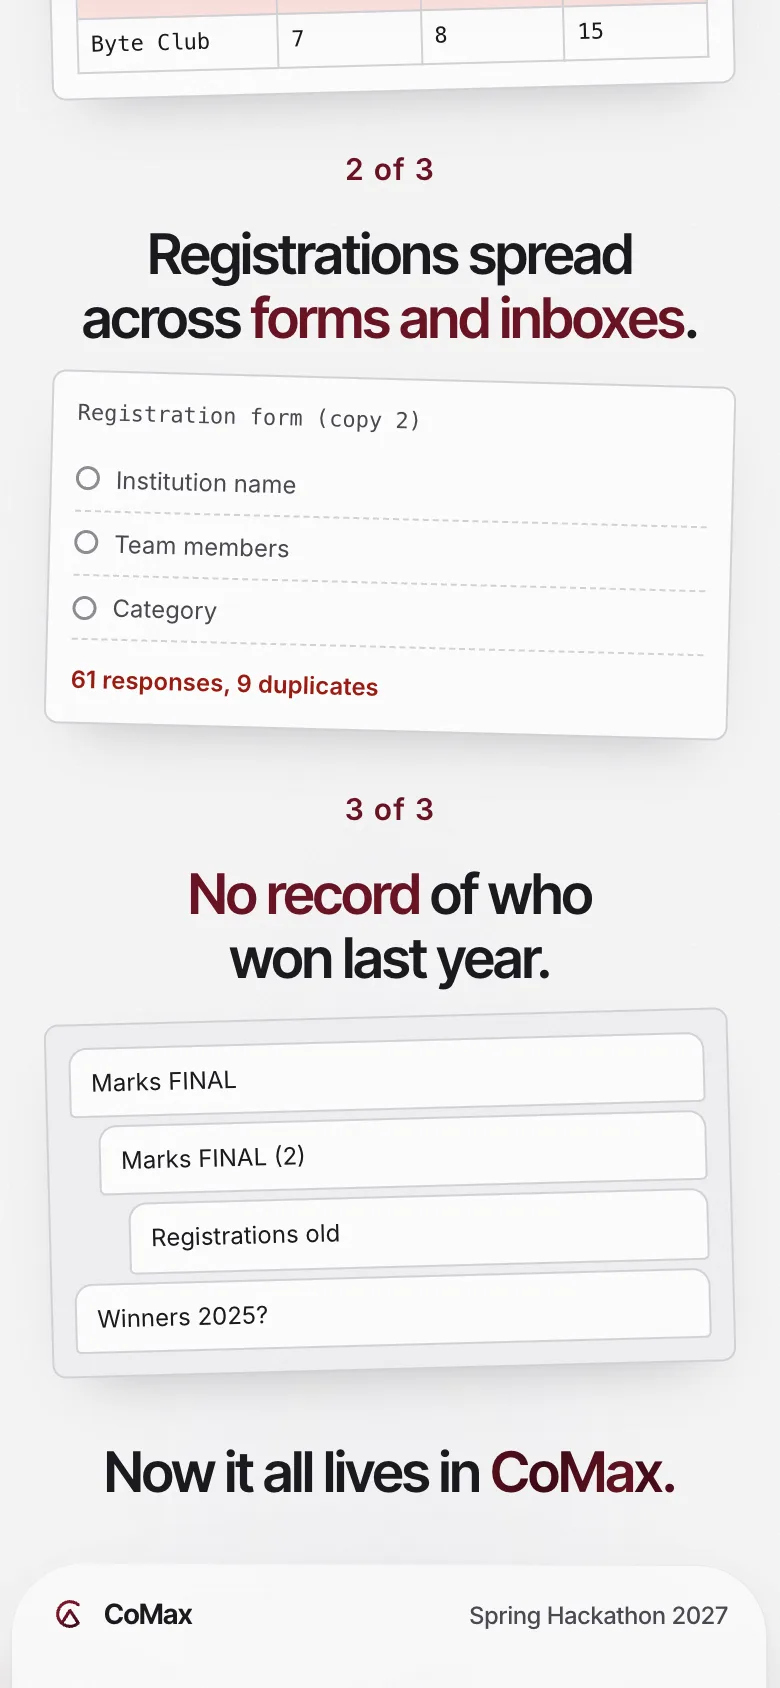 Byte Club 7 8 15
2 of 3
Registrations spread
across forms and inboxes.
Registration form (copy 2)
Institution name
Team members
Category
61 responses, 9 duplicates
3 of 3
No record of who
won last year.
Marks FINAL
Marks FINAL (2)
Registrations old
Winners 2025?
Now it all lives in CoMax.
CoMax Spring Hackathon 2027